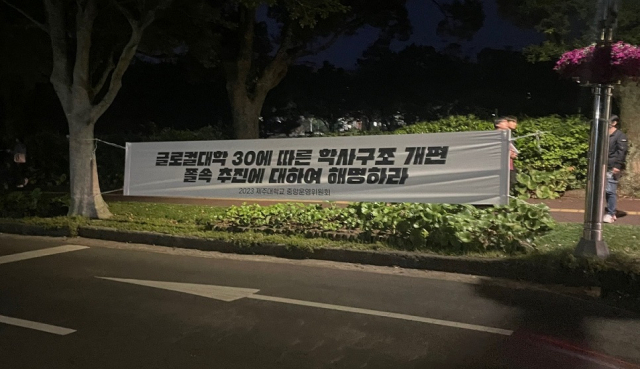 글로컬대학 30에 따른 학사구조 개편
졸속 추진에 대하여 해명하라
2023 제주대학교 중앙운영위원회